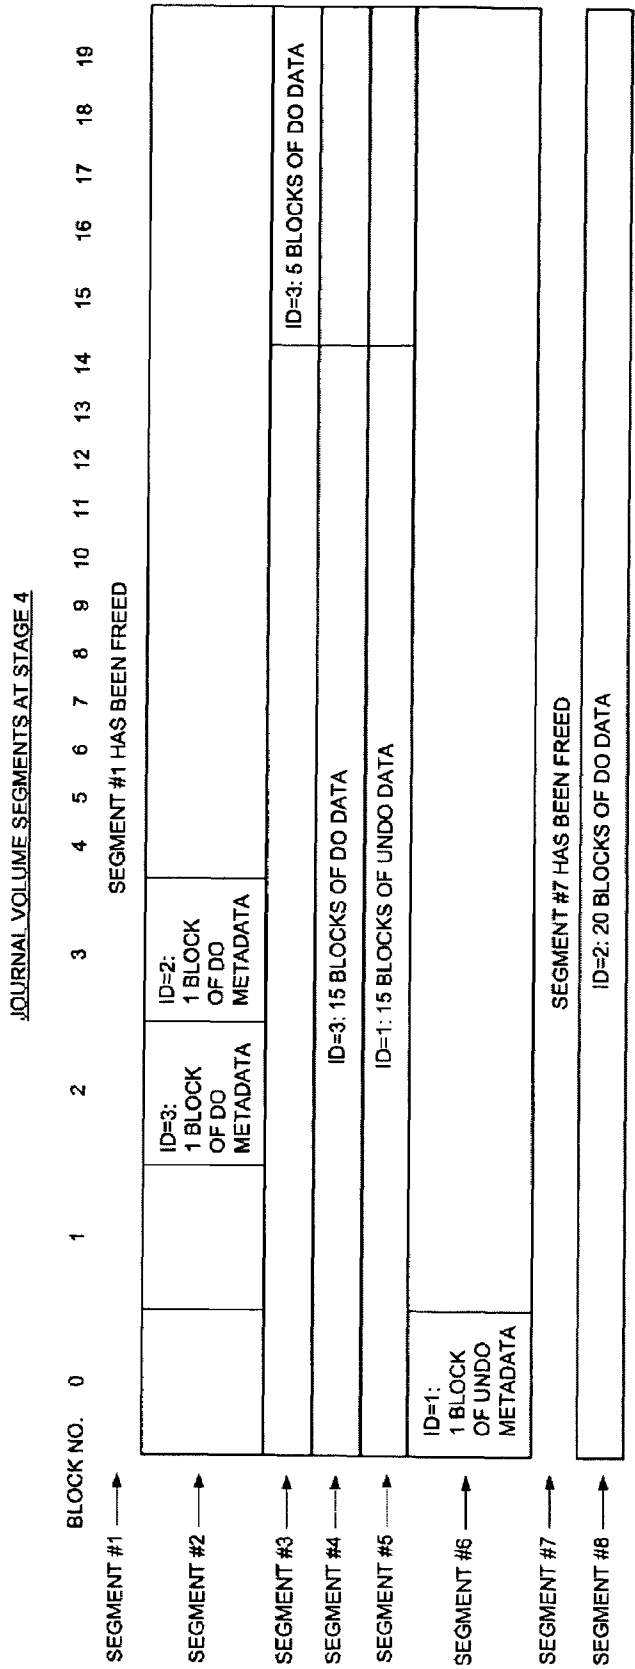 JOURNAL VOLUME SEGMENTS AT STAGE 4
BLOCK NO. 0 1 2 3 4 5 6 7 8 9 10 11 12 13 14 15 16 17 18 19
SEGMENT #1
SEGMENT #1 HAS BEEN FREED
SEGMENT #2
ID=3:
1 BLOCK
OF DO
METADATA
ID=2:
1 BLOCK
OF DO
METADATA
SEGMENT #3
ID=3: 5 BLOCKS OF DO DATA
SEGMENT #4
ID=3: 15 BLOCKS OF DO DATA
SEGMENT #5
ID=1: 15 BLOCKS OF UNDO DATA
SEGMENT #6
ID=1:
1 BLOCK
OF UNDO
METADATA
SEGMENT #7
SEGMENT #7 HAS BEEN FREED
SEGMENT #8
ID=2: 20 BLOCKS OF DO DATA